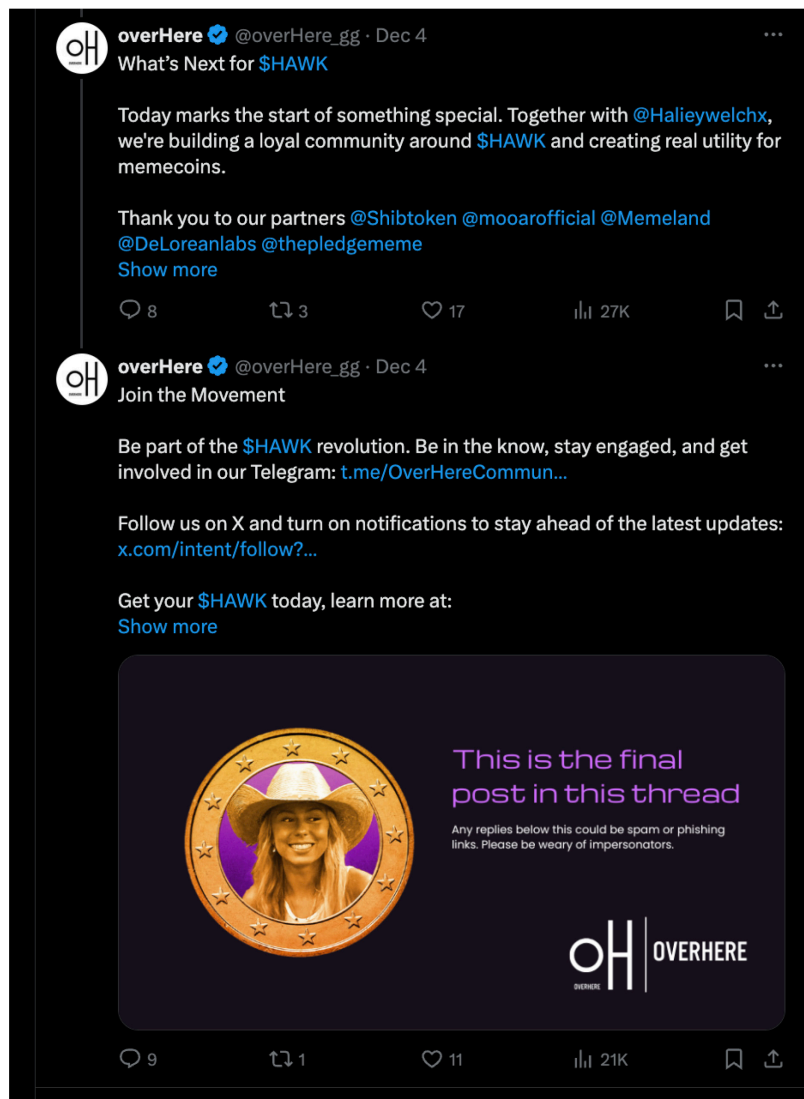 overHere @overHere_gg · Dec 4
What's Next for $HAWK
Today marks the start of something special. Together with @Halieywelchx,
we're building a loyal community around $HAWK and creating real utility for
memecoins.
Thank you to our partners @Shibtoken @mooarofficial @Memeland
@DeLoreanlabs @thepledgememe
Show more
8 3 17 27K
overHere @overHere_gg · Dec 4
Join the Movement
Be part of the $HAWK revolution. Be in the know, stay engaged, and get
involved in our Telegram: t.me/OverHereCommun...
Follow us on X and turn on notifications to stay ahead of the latest updates:
x.com/intent/follow?...
Get your $HAWK today, learn more at:
Show more
This is the final
post in this thread
Any replies below this could be spam or phishing
links. Please be weary of impersonators.
oH OVERHERE
OVERHERE
9 1 11 21K